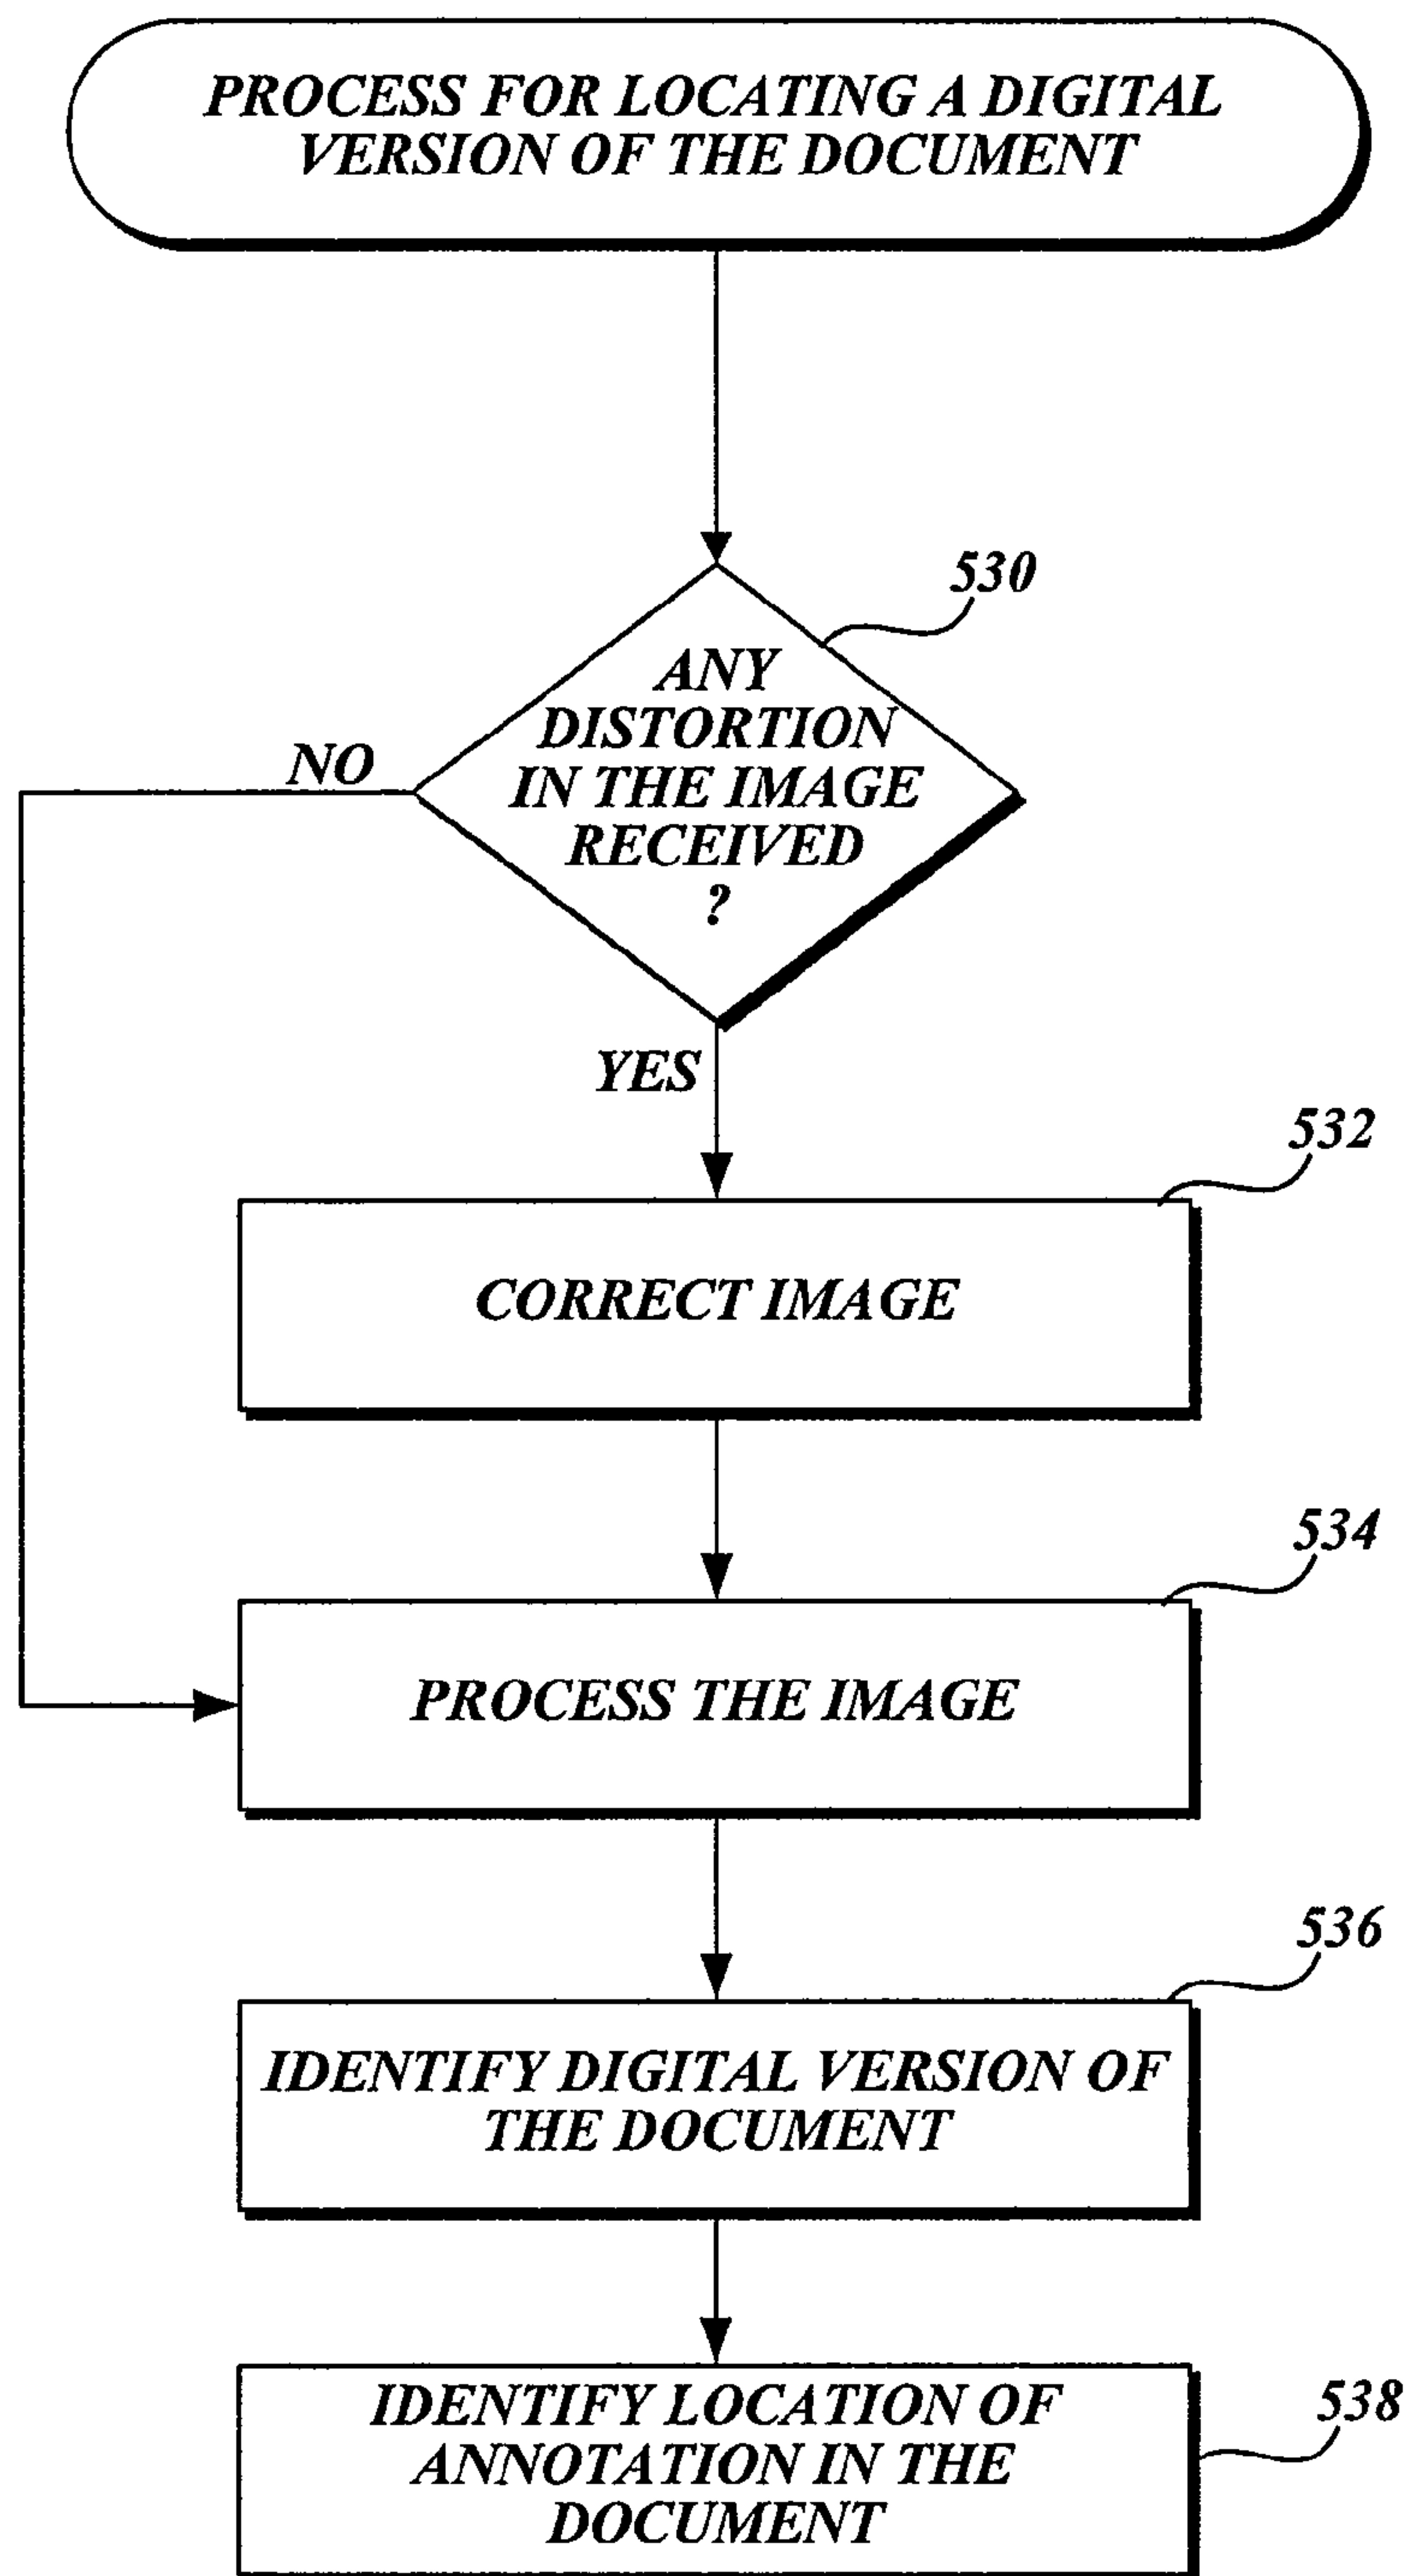 PROCESS FOR LOCATING A DIGITAL
VERSION OF THE DOCUMENT
530
ANY
DISTORTION
IN THE IMAGE
RECEIVED
?
NO
YES
532
CORRECT IMAGE
534
PROCESS THE IMAGE
536
IDENTIFY DIGITAL VERSION OF
THE DOCUMENT
538
IDENTIFY LOCATION OF
ANNOTATION IN THE
DOCUMENT